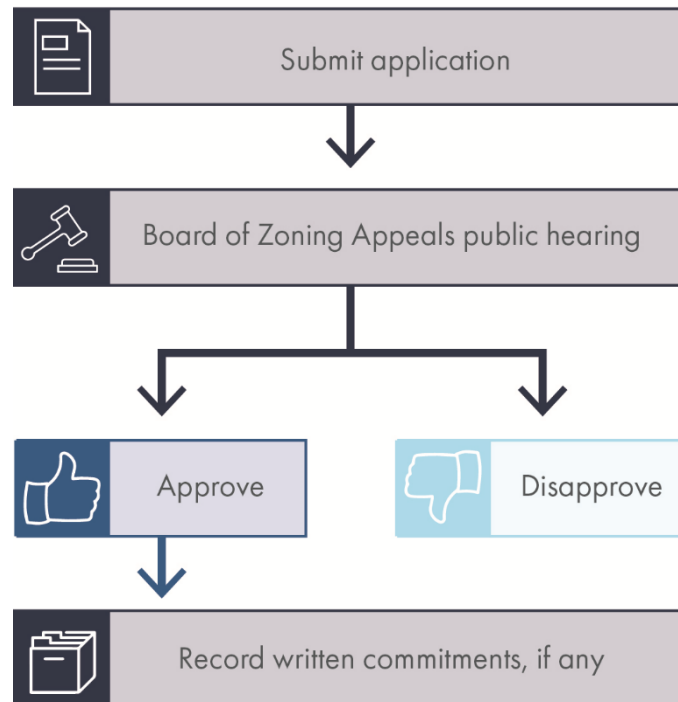 Submit application
Board of Zoning Appeals public hearing
Approve
Disapprove
Record written commitments, if any